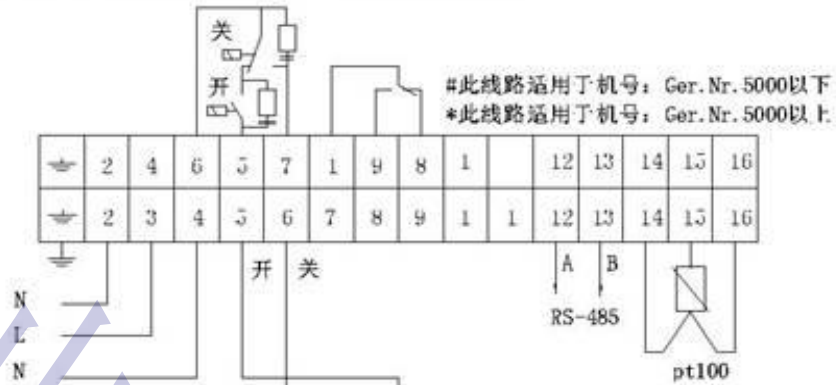 关
开
#此线路适用于机号：Ger.Nr.5000以下
*此线路适用于机号：Ger.Nr.5000以上
2 4 6 5 7 1 9 8 1 12 13 14 15 16
2 3 4 5 6 7 8 9 1 1 12 13 14 15 16
开 关
A B
N
RS-485
L
N
pt100